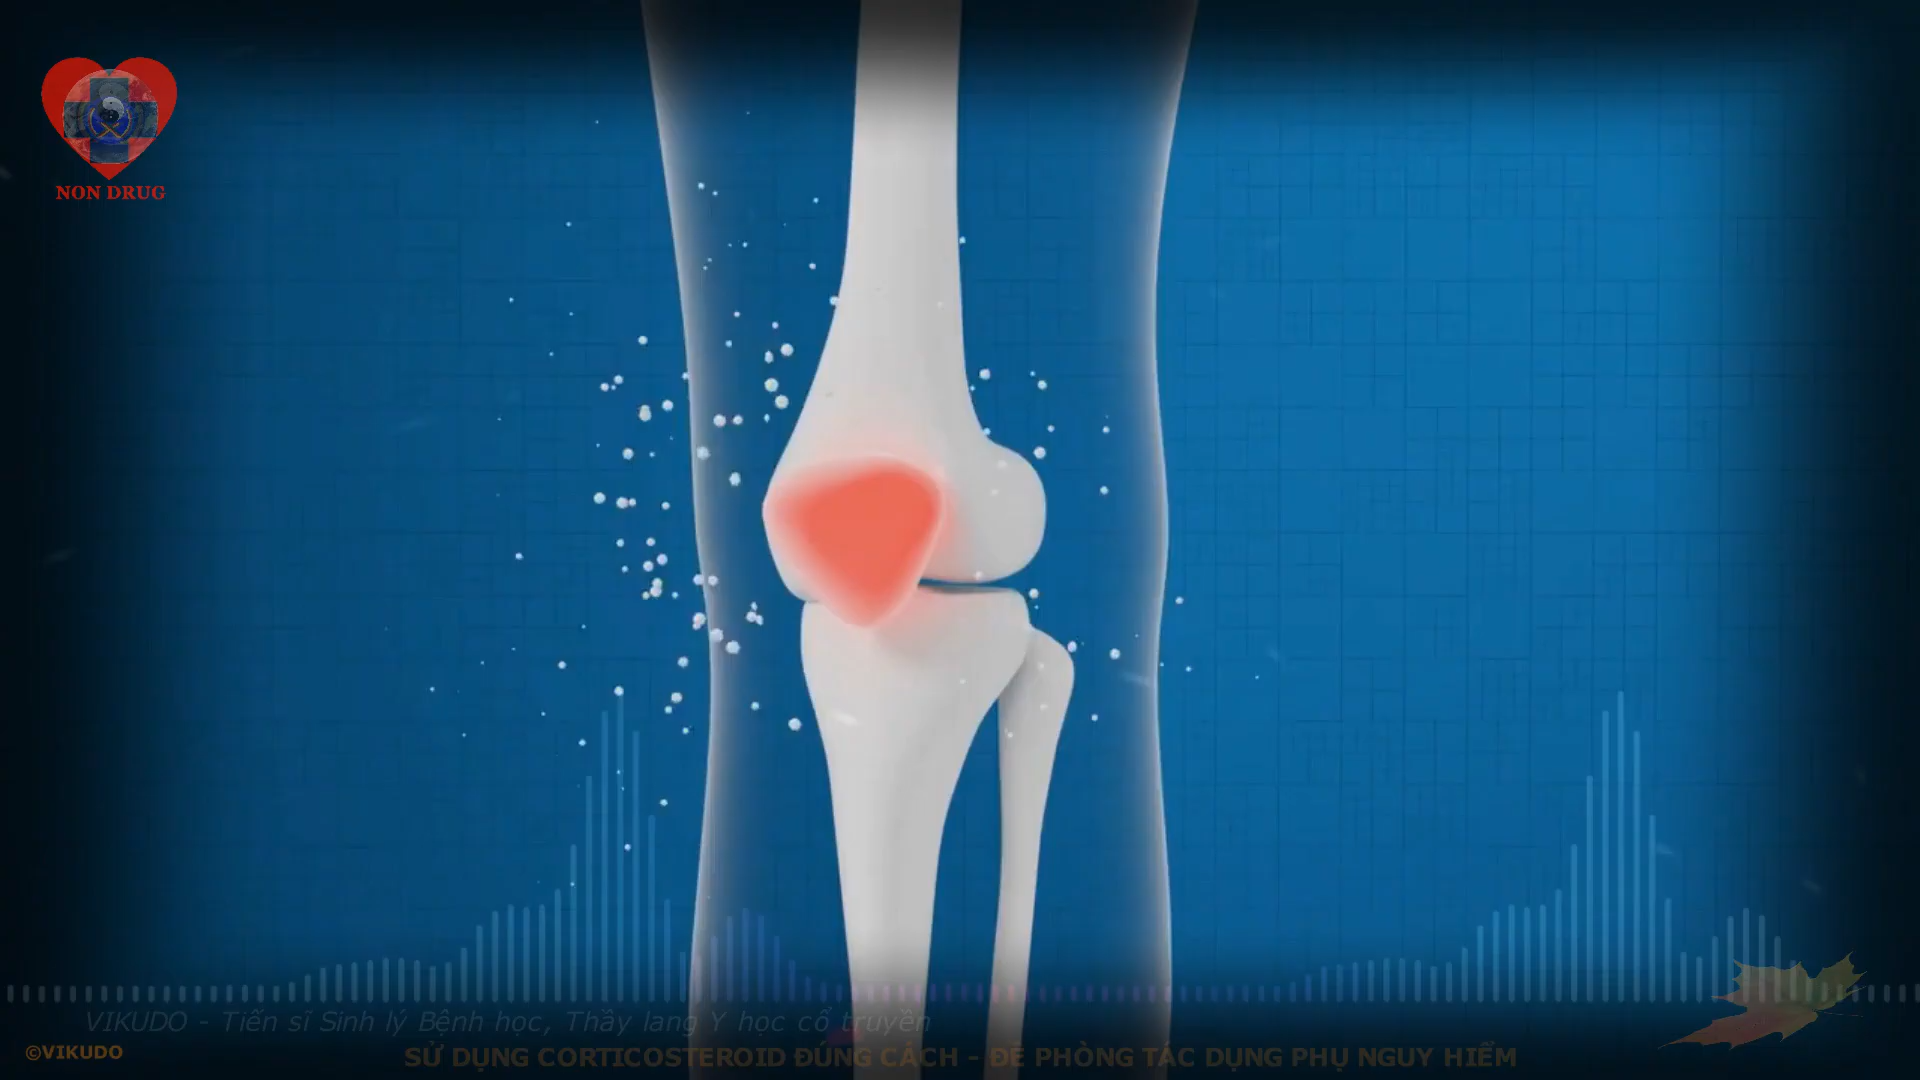 NON DRUG
VIKUDO - Tiến sĩ Sinh lý Bệnh học, Thầy lang Y học cổ truyền
©VIKUDO
SỬ DỤNG CORTICOSTEROID ĐÚNG CÁCH - ĐỀ PHÒNG TÁC DỤNG PHỤ NGUY HIỂM